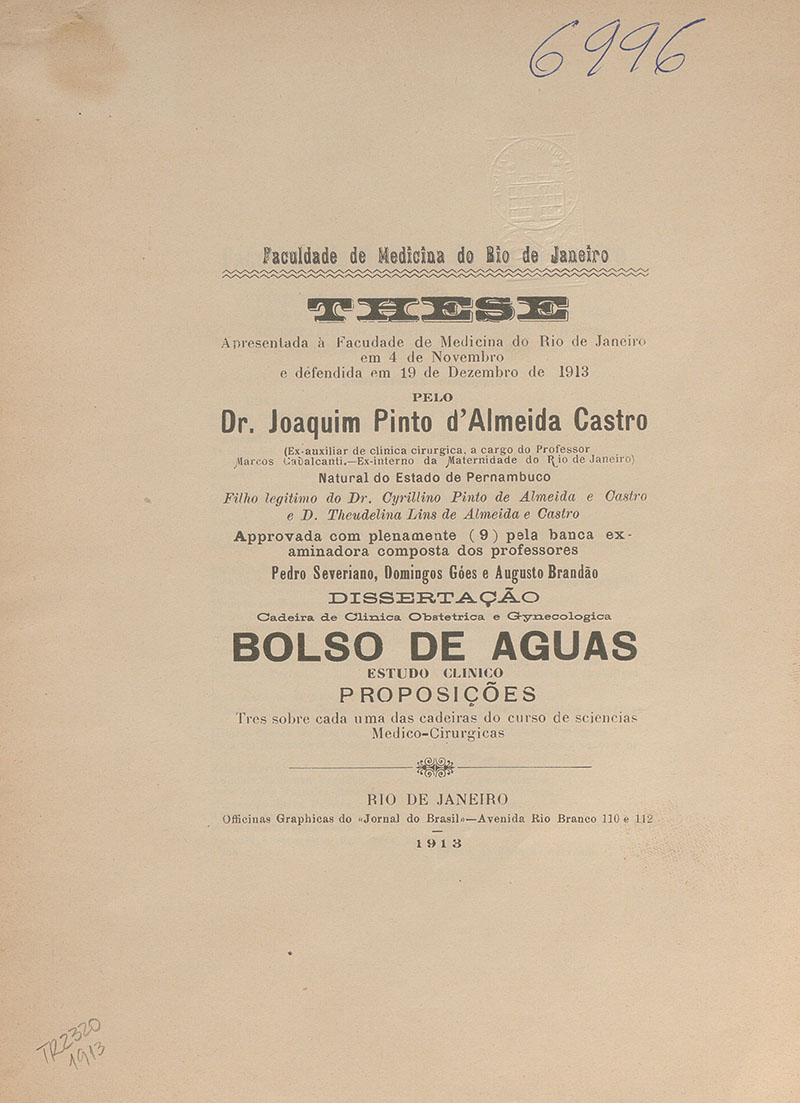 6996
Faculdade de Medicina do Rio de Janeiro
THESE
Apresentada à Facudade de Medicina do Rio de Janeiro
em 4 de Novembro
e défendida em 19 de Dezembro de 1913
PELO
Dr. Joaquim Pinto d'Almeida Castro
(Ex-auxiliar de clinica cirurgica, a cargo do Professor
Marcos Cavalcanti.—Ex-interno da Maternidade do Rio de Janeiro)
Natural do Estado de Pernambuco
Filho legitimo do Dr. Cyrillino Pinto de Almeida e Castro
e D. Theudelina Lins de Almeida e Castro
Approvada com plenamente (9) pela banca ex-
aminadora composta dos professores
Pedro Severiano, Domingos Góes e Augusto Brandão
DISSERTAÇÃO
Cadeira de Clinica Obstetrica e Gynecologica
BOLSO DE AGUAS
ESTUDO CLINICO
PROPOSIÇÕES
Tres sobre cada uma das cadeiras do curso de sciencias
Medico-Cirurgicas
RIO DE JANEIRO
Officinas Graphicas do «Jornal do Brasil»—Avenida Rio Branco 110 e 112
1913
TR2320
1913